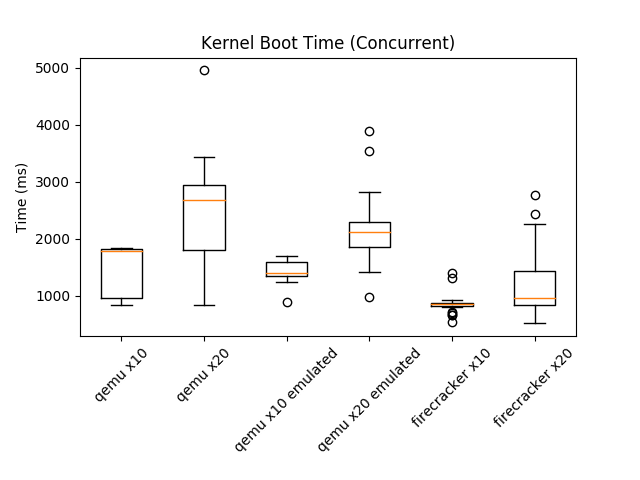 Kernel Boot Time (Concurrent)
Time (ms)
5000
4000
3000
2000
1000
qemu x10
qemu x20
qemu x10 emulated
qemu x20 emulated
firecracker x10
firecracker x20